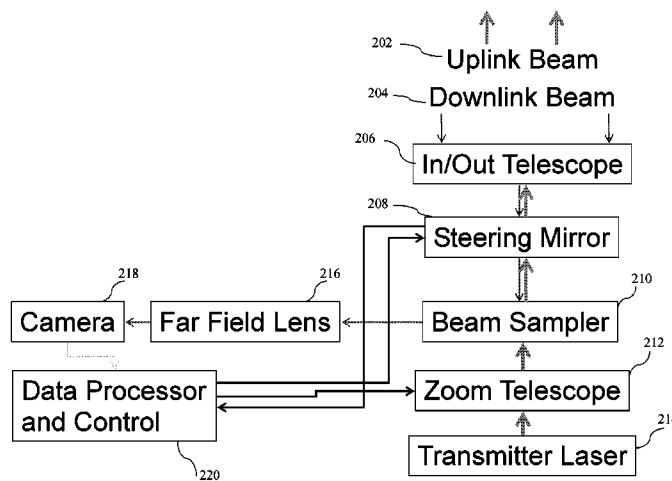 202
Uplink Beam
204
Downlink Beam
206
In/Out Telescope
208
Steering Mirror
218
Camera
216
Far Field Lens
210
Beam Sampler
212
Zoom Telescope
Data Processor
and Control
220
Transmitter Laser